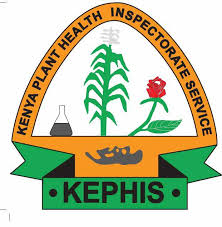 KENYA PLANT HEALTH INSPECTORATE SERVICE
• KEPHIS •